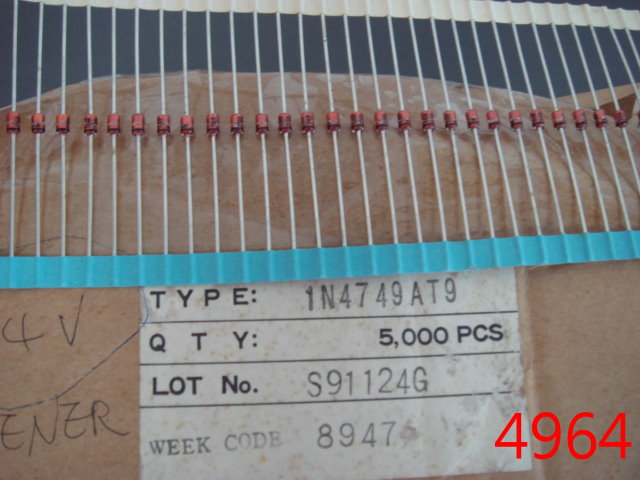 TYPE: 1N4749AT9
QTY: 5,000 PCS
4V
LOT No. S91124G
ENER
WEEK CODE 8947
4964